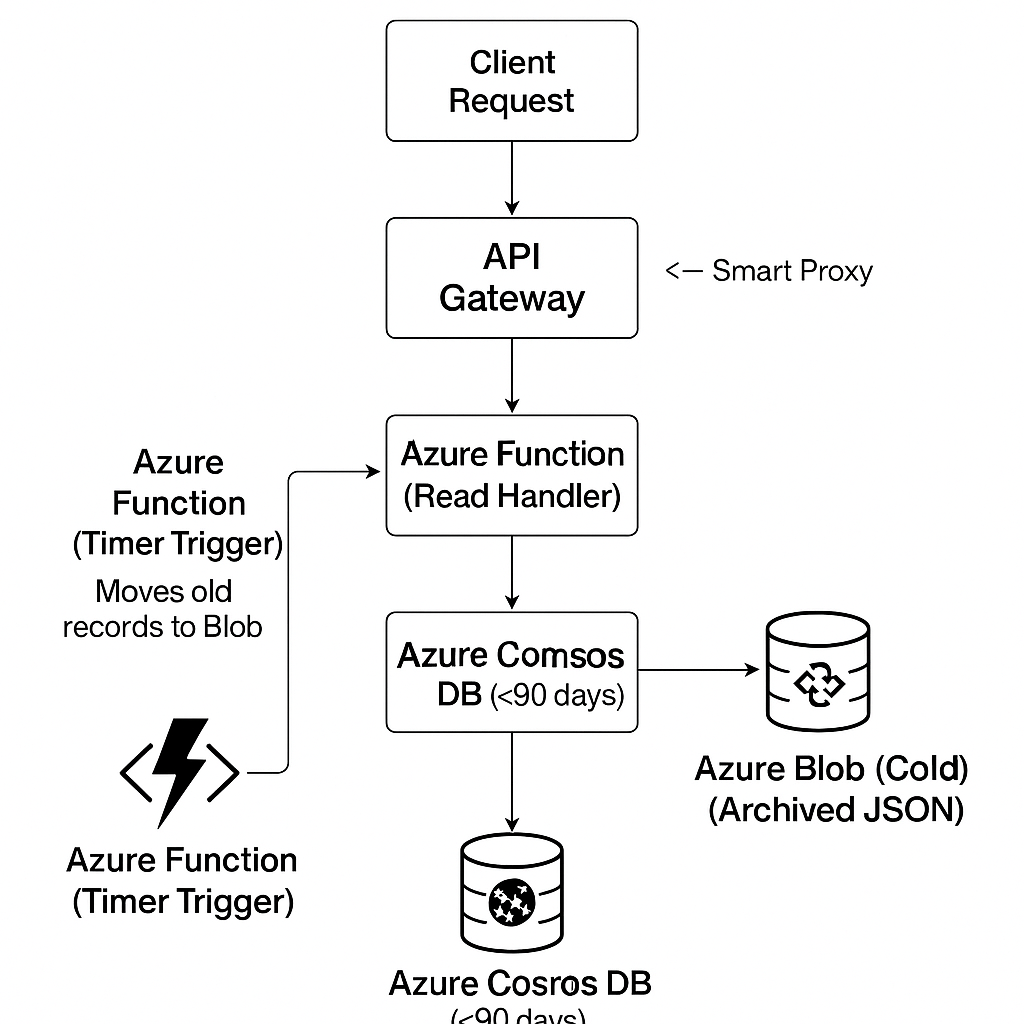 Client
Request
API
Gateway
<– Smart Proxy
Azure Function
(Read Handler)
Azure
Function
(Timer Trigger)
Moves old
records to Blob
Azure Comsos
DB (<90 days)
Azure Blob (Cold)
(Archived JSON)
Azure Function
(Timer Trigger)
Azure Cosros DB
(<90 days)